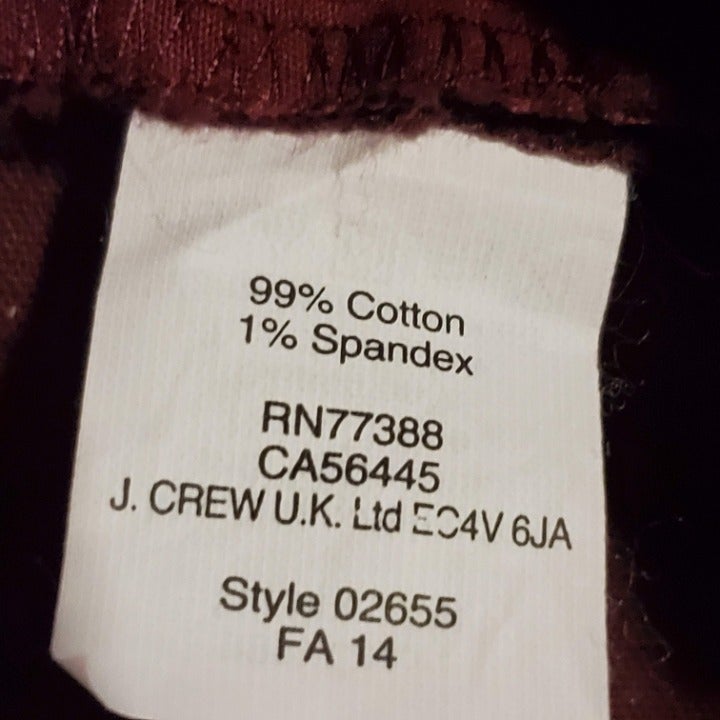 99% Cotton
1% Spandex
RN77388
CA56445
J. CREW U.K. Ltd EC4V 6JA
Style 02655
FA 14